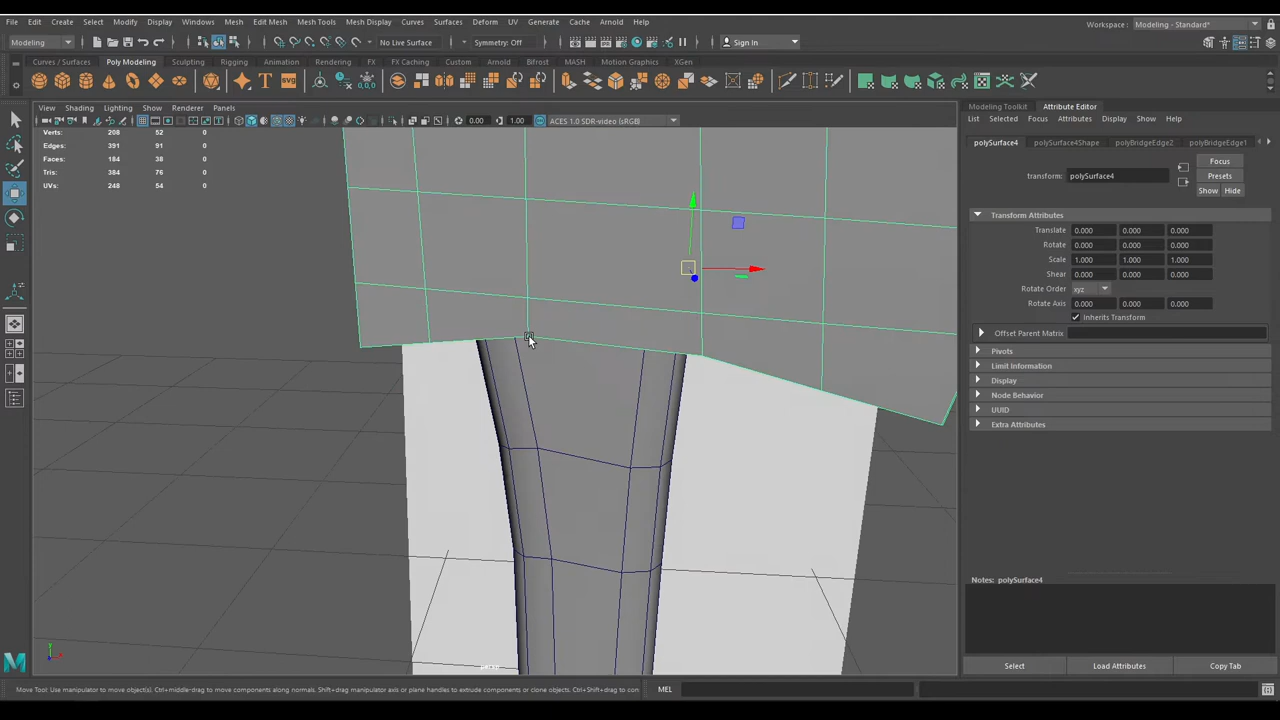 File Edit Create Select Modify Display Windows Mesh Edit Mesh Mesh Tools Mesh Display Curves Surfaces Deform UV Generate Cache Arnold Help
Workspace : Modeling - Standard*
Modeling No Live Surface Symmetry: Off Sign In
Curves / Surfaces Poly Modeling Sculpting Rigging Animation Rendering FX FX Caching Custom Arnold Bifrost MASH Motion Graphics XGen
SVG
View Shading Lighting Show Renderer Panels
0.00 1.00 ACES 1.0 SDR-video (sRGB)
Verts: 208 52 0
Edges: 391 91 0
Faces: 184 38 0
Tris: 384 76 0
UVs: 248 54 0
Modeling Toolkit Attribute Editor
List Selected Focus Attributes Display Show Help
polySurface4 polySurface4Shape polyBridgeEdge2 polyBridgeEdge1
transform: polySurface4
Focus
Presets
Show Hide
Transform Attributes
Translate 0.000 0.000 0.000
Rotate 0.000 0.000 0.000
Scale 1.000 1.000 1.000
Shear 0.000 0.000 0.000
Rotate Order xyz
Rotate Axis 0.000 0.000 0.000
Inherits Transform
Offset Parent Matrix
Pivots
Limit Information
Display
Node Behavior
UUID
Extra Attributes
Notes: polySurface4
Select Load Attributes Copy Tab
Move Tool: Use manipulator to move object(s). Ctrl+middle-drag to move components along normals. Shift+drag manipulator axis or plane handles to extrude components or clone objects. Ctrl+Shift+drag to con
MEL